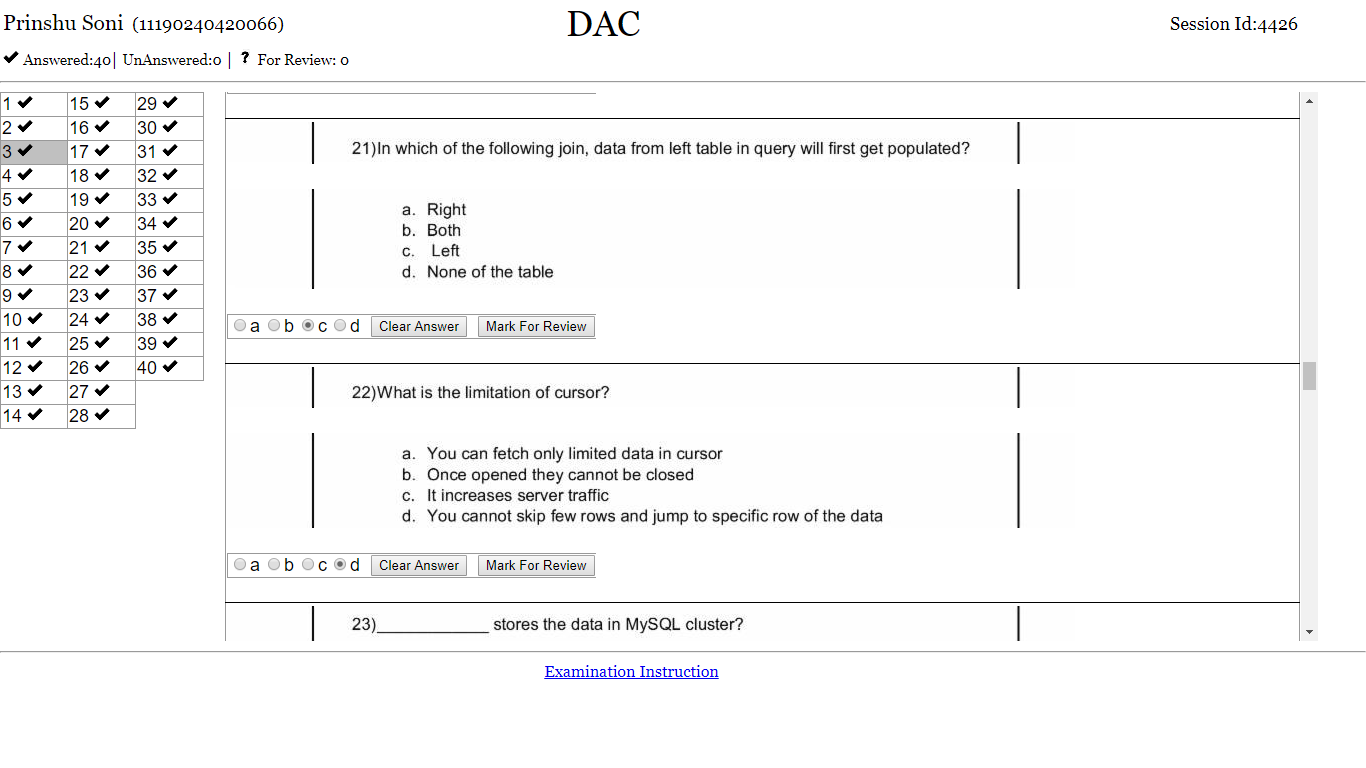 Prinshu Soni (11190240420066)
DAC
Session Id:4426
✔ Answered:40| UnAnswered:0 | ? For Review: 0
1 ✔ 15 ✔ 29 ✔
2 ✔ 16 ✔ 30 ✔
3 ✔ 17 ✔ 31 ✔
4 ✔ 18 ✔ 32 ✔
5 ✔ 19 ✔ 33 ✔
6 ✔ 20 ✔ 34 ✔
7 ✔ 21 ✔ 35 ✔
8 ✔ 22 ✔ 36 ✔
9 ✔ 23 ✔ 37 ✔
10 ✔ 24 ✔ 38 ✔
11 ✔ 25 ✔ 39 ✔
12 ✔ 26 ✔ 40 ✔
13 ✔ 27 ✔
14 ✔ 28 ✔
21)In which of the following join, data from left table in query will first get populated?
a. Right
b. Both
c. Left
d. None of the table
a b c d Clear Answer Mark For Review
22)What is the limitation of cursor?
a. You can fetch only limited data in cursor
b. Once opened they cannot be closed
c. It increases server traffic
d. You cannot skip few rows and jump to specific row of the data
a b c d Clear Answer Mark For Review
23)_____________ stores the data in MySQL cluster?
Examination Instruction